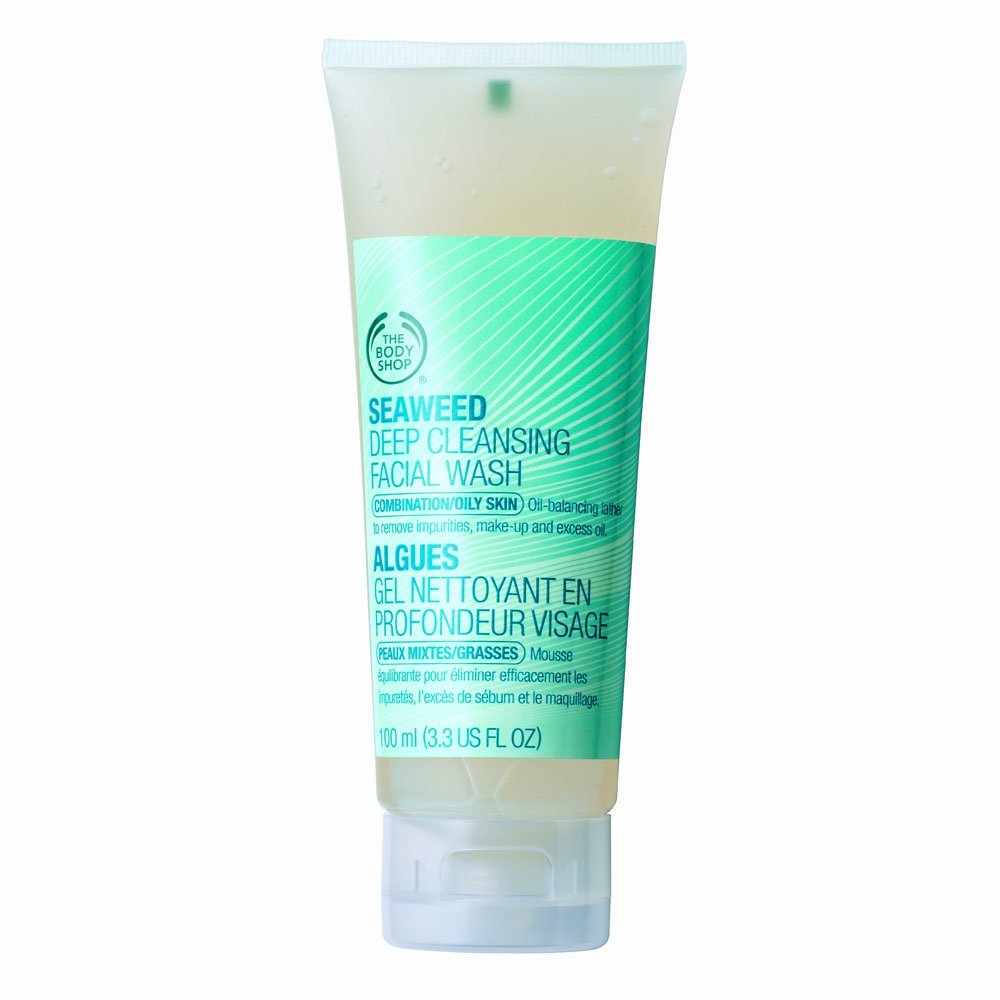 THE
BODY
SHOP
®
SEAWEED
DEEP CLEANSING
FACIAL WASH
COMBINATION/OILY SKIN Oil-balancing lather
to remove impurities, make-up and excess oil.
ALGUES
GEL NETTOYANT EN
PROFONDEUR VISAGE
PEAUX MIXTES/GRASSES Mousse
équilibrante pour éliminer efficacement les
impuretés, l'excès de sébum et le maquillage.
100 ml (3.3 US FL OZ)